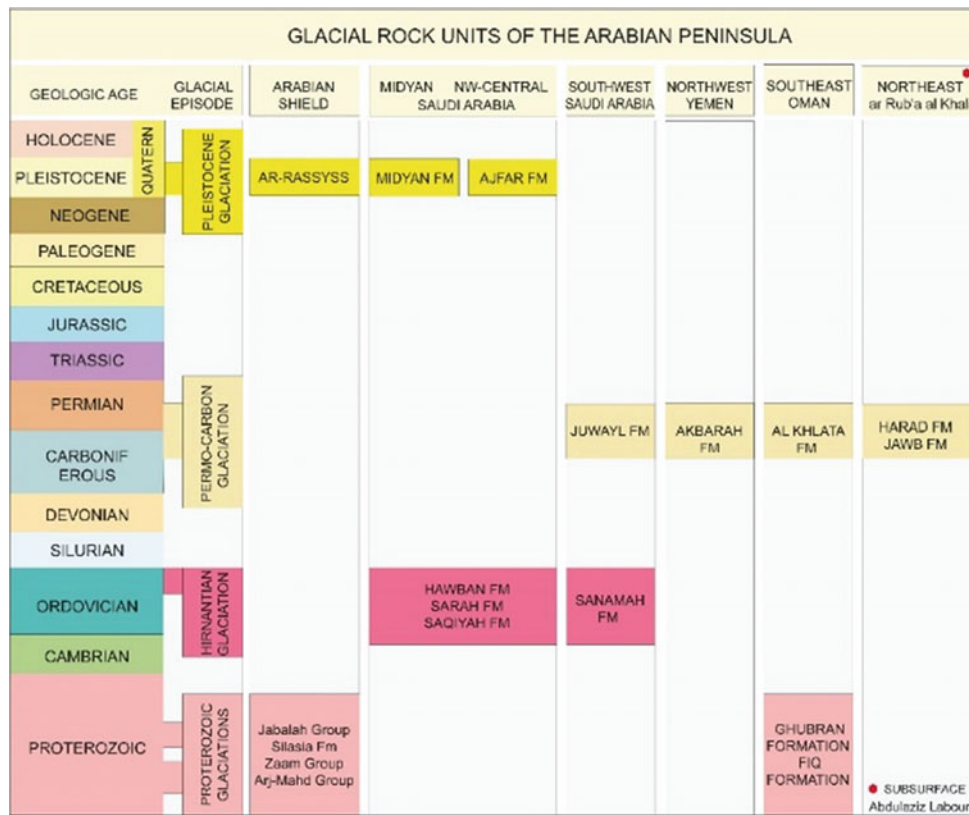 GLACIAL ROCK UNITS OF THE ARABIAN PENINSULA
GEOLOGIC AGE
GLACIAL
EPISODE
ARABIAN
SHIELD
MIDYAN NW-CENTRAL
SAUDI ARABIA
SOUTHWEST
SAUDI ARABIA
NORTHWEST
YEMEN
SOUTHEAST
OMAN
NORTHEAST
ar Rub'a al Khali
HOLOCENE
QUATERN
PLEISTOCENE
NEOGENE
PALEOGENE
CRETACEOUS
JURASSIC
TRIASSIC
PERMIAN
CARBONIF
EROUS
DEVONIAN
SILURIAN
ORDOVICIAN
CAMBRIAN
PROTEROZOIC
PLEISTOCENE
GLACIATION
AR-RASSYSS
MIDYAN FM
AJFAR FM
PERMO-CARBON
GLACIATION
JUWAYL FM
AKBARAH
FM
AL KHLATA
FM
HARAD FM
JAWB FM
HIRNANTIAN
GLACIATION
HAWBAN FM
SARAH FM
SAQIYAH FM
SANAMAH
FM
PROTEROZOIC
GLACIATIONS
Jabalah Group
Silasia Fm
Zaam Group
Arj-Mahd Group
GHUBRAN
FORMATION
FIQ
FORMATION
SUBSURFACE
Abdulaziz Labour